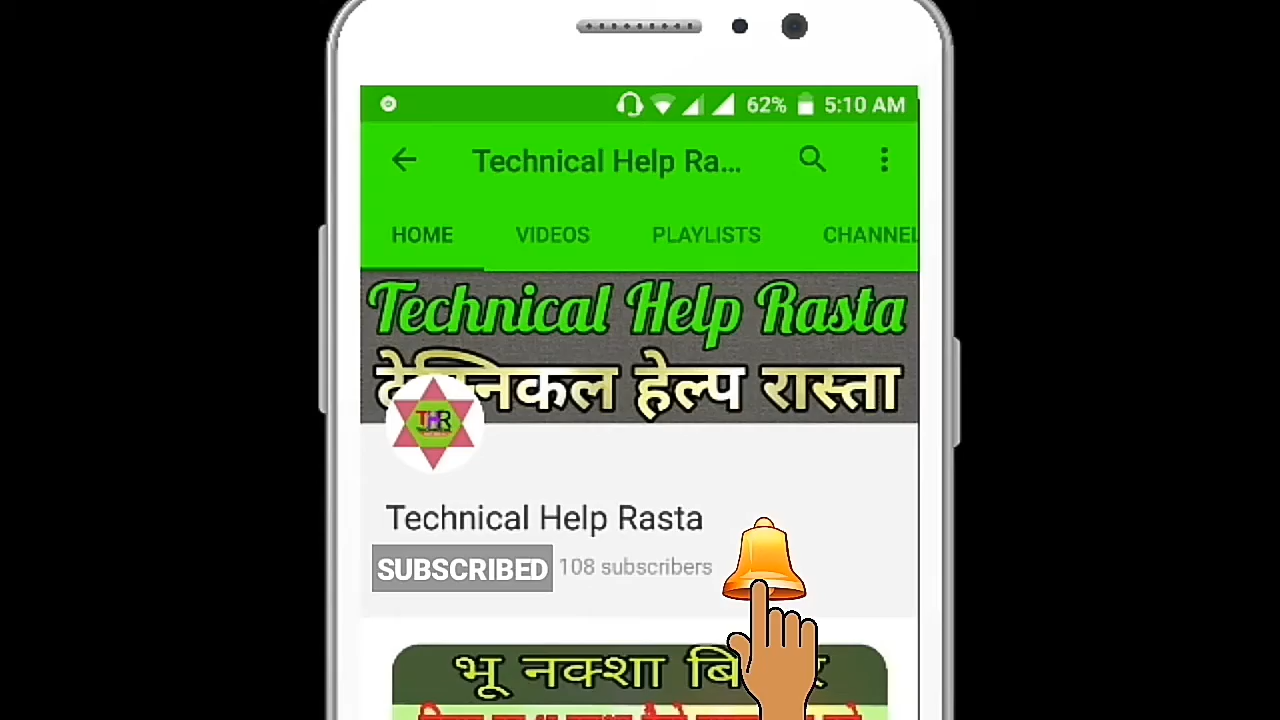 62% 5:10 AM
Technical Help Ra...
HOME VIDEOS PLAYLISTS CHANNEL
Technical Help Rasta
टेक्निकल हेल्प रास्ता
THR
Technical Help Rasta
SUBSCRIBED 108 subscribers
भू नक्शा